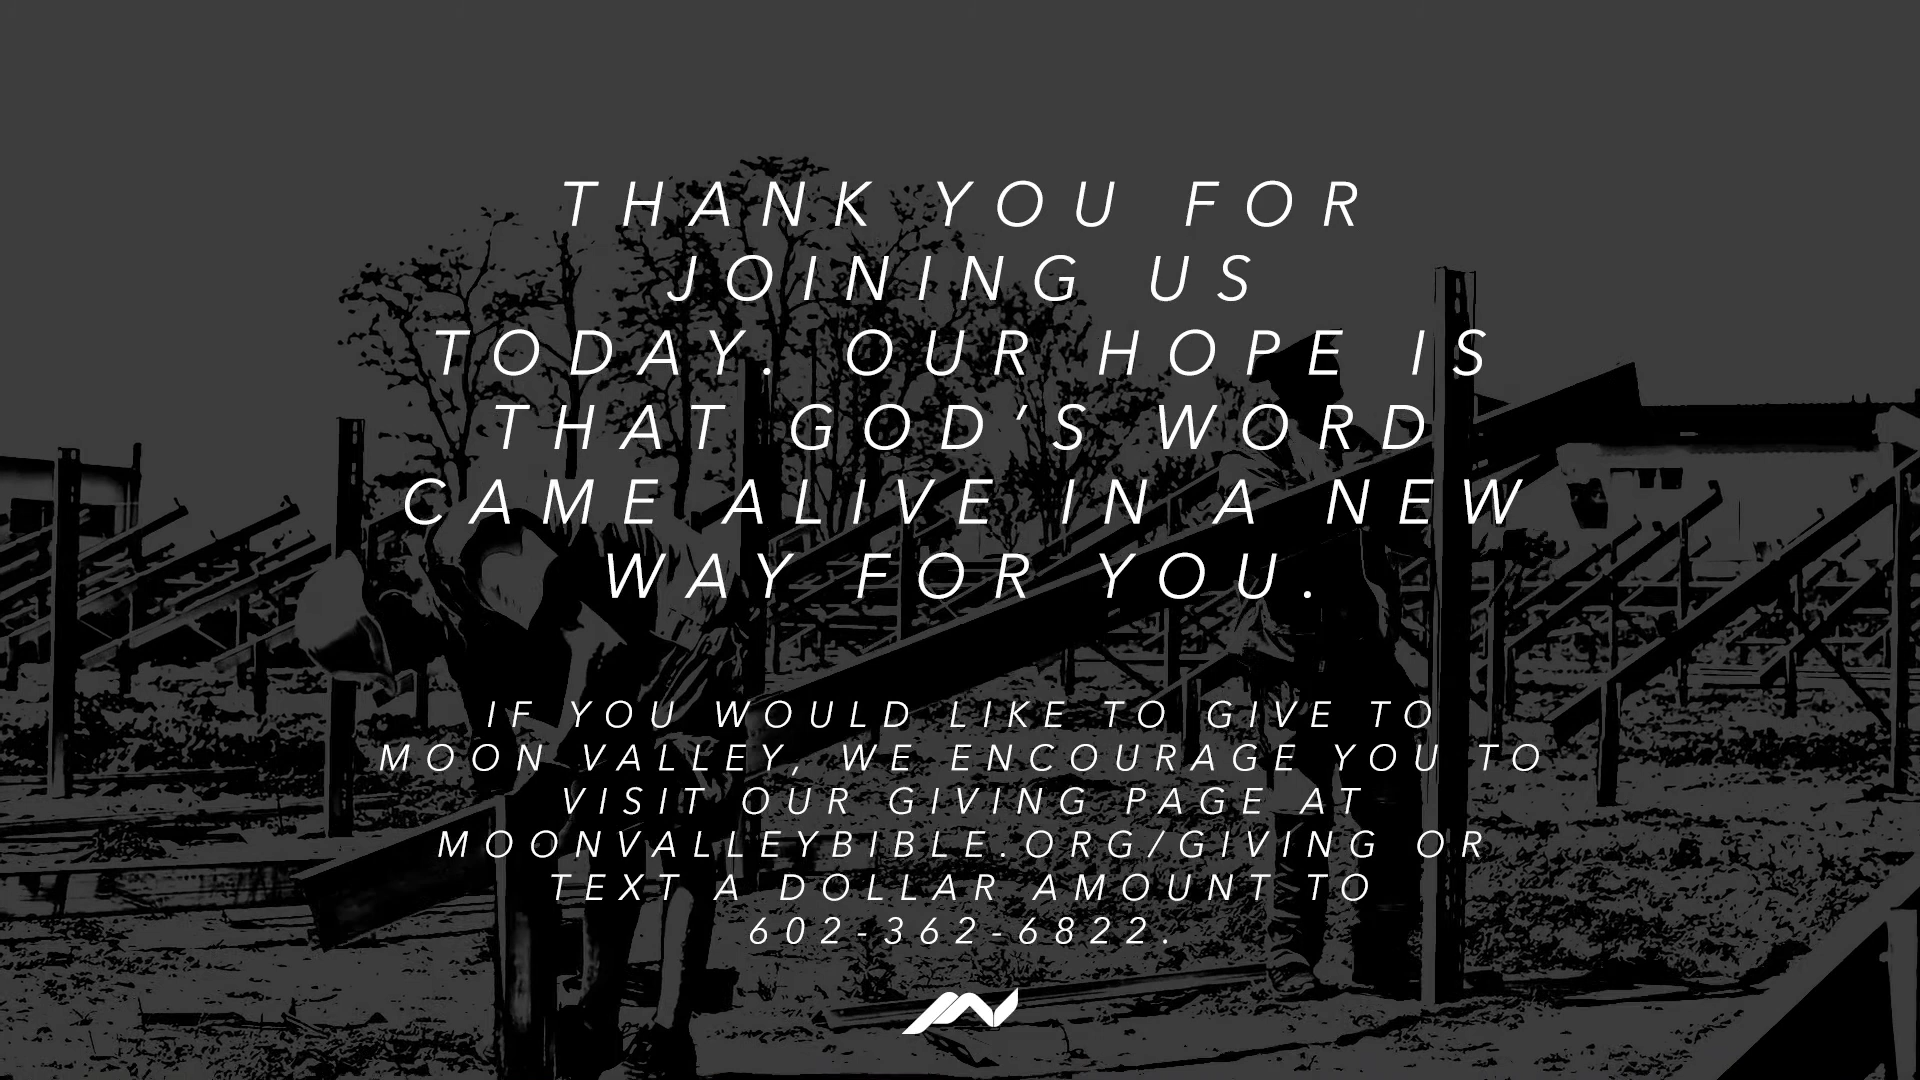 THANK YOU FOR
JOINING US
TODAY. OUR HOPE IS
THAT GOD'S WORD
CAME ALIVE IN A NEW
WAY FOR YOU.
IF YOU WOULD LIKE TO GIVE TO
MOON VALLEY, WE ENCOURAGE YOU TO
VISIT OUR GIVING PAGE AT
MOONVALLEYBIBLE.ORG/GIVING OR
TEXT A DOLLAR AMOUNT TO
602-362-6822.